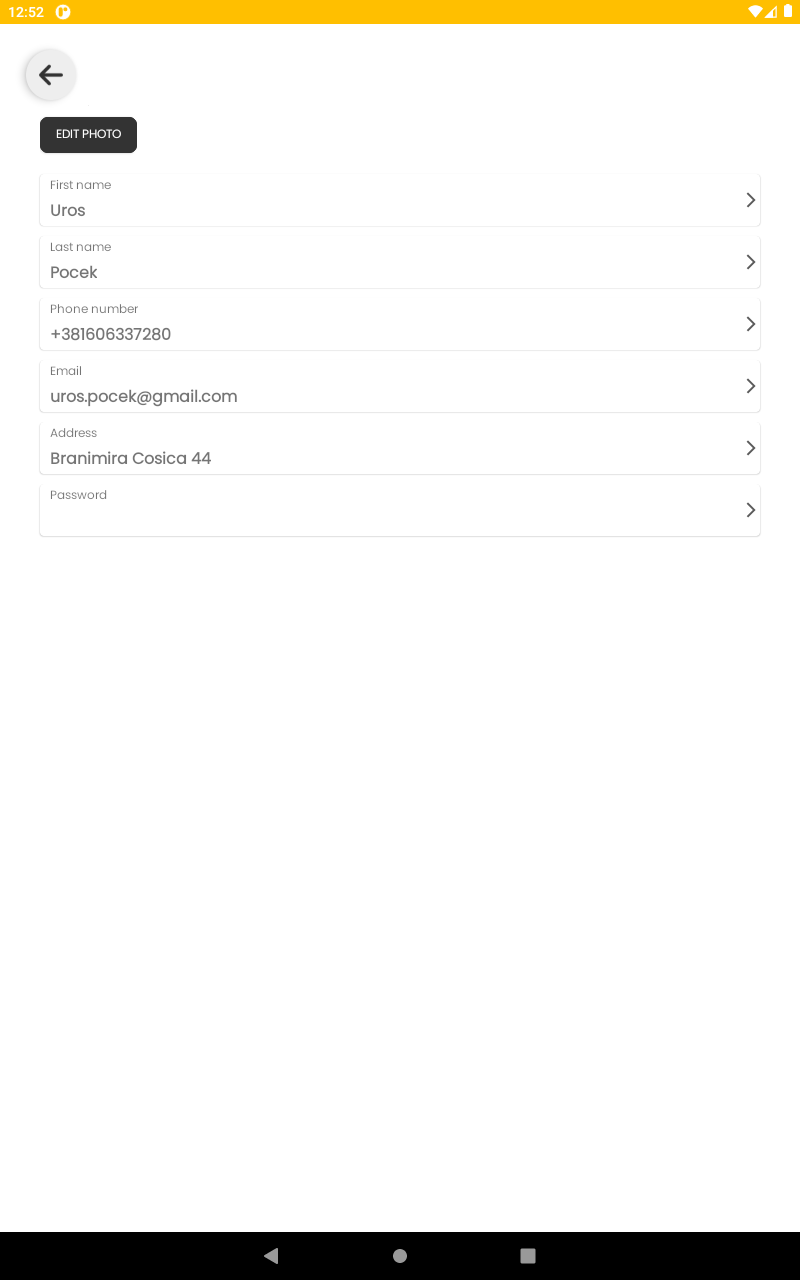 12:52
EDIT PHOTO
First name
Uros
Last name
Pocek
Phone number
+381606337280
Email
uros.pocek@gmail.com
Address
Branimira Cosica 44
Password